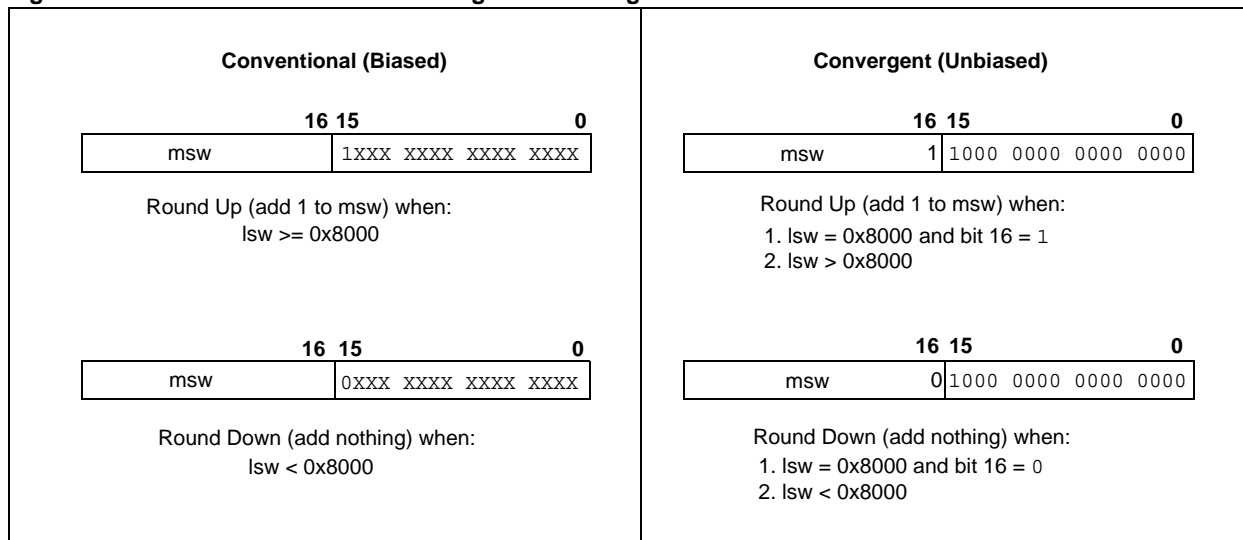 Conventional (Biased)
16 15 0
msw 1XXX XXXX XXXX XXXX
Round Up (add 1 to msw) when:
lsw >= 0x8000
16 15 0
msw 0XXX XXXX XXXX XXXX
Round Down (add nothing) when:
lsw < 0x8000
Convergent (Unbiased)
16 15 0
msw 1 1000 0000 0000 0000
Round Up (add 1 to msw) when:
1. lsw = 0x8000 and bit 16 = 1
2. lsw > 0x8000
16 15 0
msw 0 1000 0000 0000 0000
Round Down (add nothing) when:
1. lsw = 0x8000 and bit 16 = 0
2. lsw < 0x8000